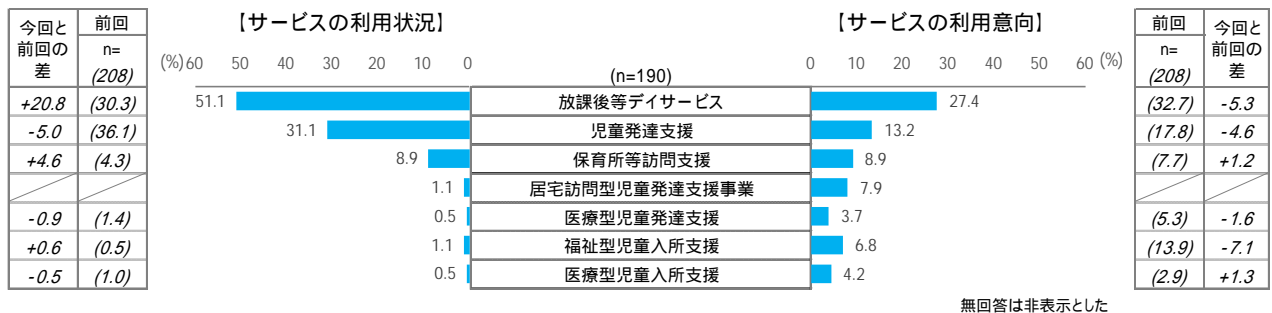 【サービスの利用状況】 【サービスの利用意向】
今回と前回の差 前回 n= (208)
(%) 60 50 40 30 20 10 0 (n=190) 0 10 20 30 40 50 60 (%)
前回 n= (208) 今回と前回の差
+20.8 (30.3) 51.1 放課後等デイサービス 27.4 (32.7) -5.3
-5.0 (36.1) 31.1 児童発達支援 13.2 (17.8) -4.6
+4.6 (4.3) 8.9 保育所等訪問支援 8.9 (7.7) +1.2
1.1 居宅訪問型児童発達支援事業 7.9
-0.9 (1.4) 0.5 医療型児童発達支援 3.7 (5.3) -1.6
+0.6 (0.5) 1.1 福祉型児童入所支援 6.8 (13.9) -7.1
-0.5 (1.0) 0.5 医療型児童入所支援 4.2 (2.9) +1.3
無回答は非表示とした